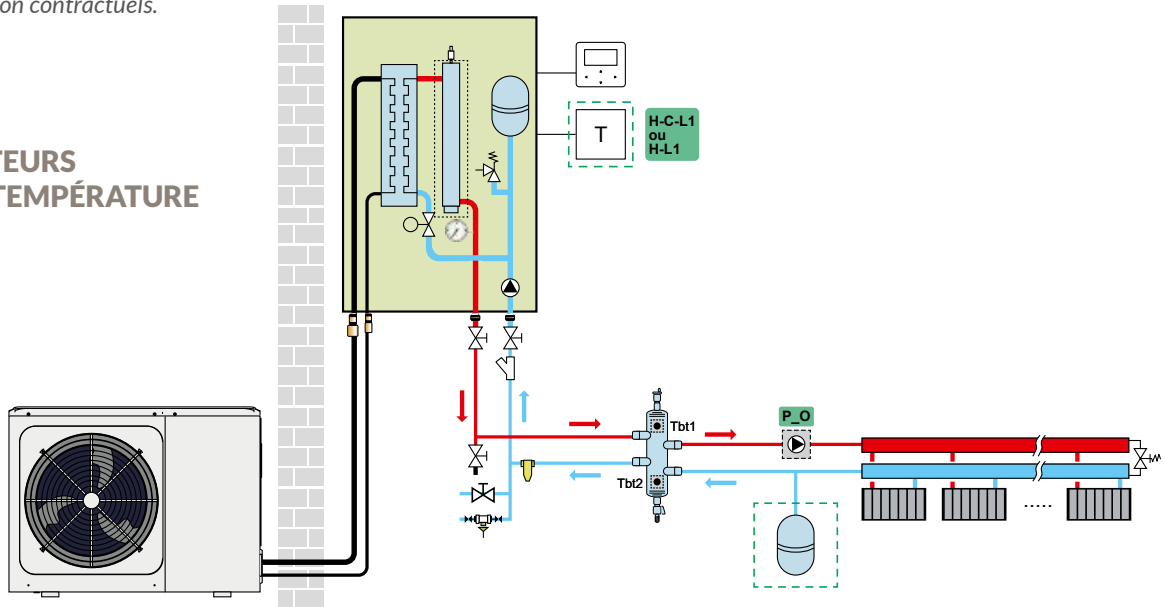 on contractuels.
TEURS
TEMPÉRATURE
T
H-C-L1
ou
H-L1
P_O
Tbt1
Tbt2